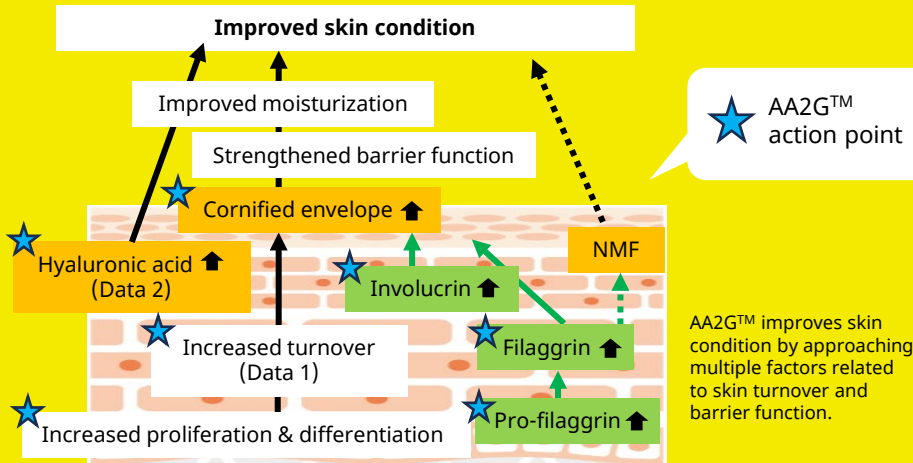 Improved skin condition
Improved moisturization
Strengthened barrier function
AA2G™
action point
Cornified envelope
Hyaluronic acid
(Data 2)
NMF
Involucrin
Increased turnover
(Data 1)
Filaggrin
AA2G™ improves skin
condition by approaching
multiple factors related
to skin turnover and
barrier function.
Increased proliferation & differentiation
Pro-filaggrin